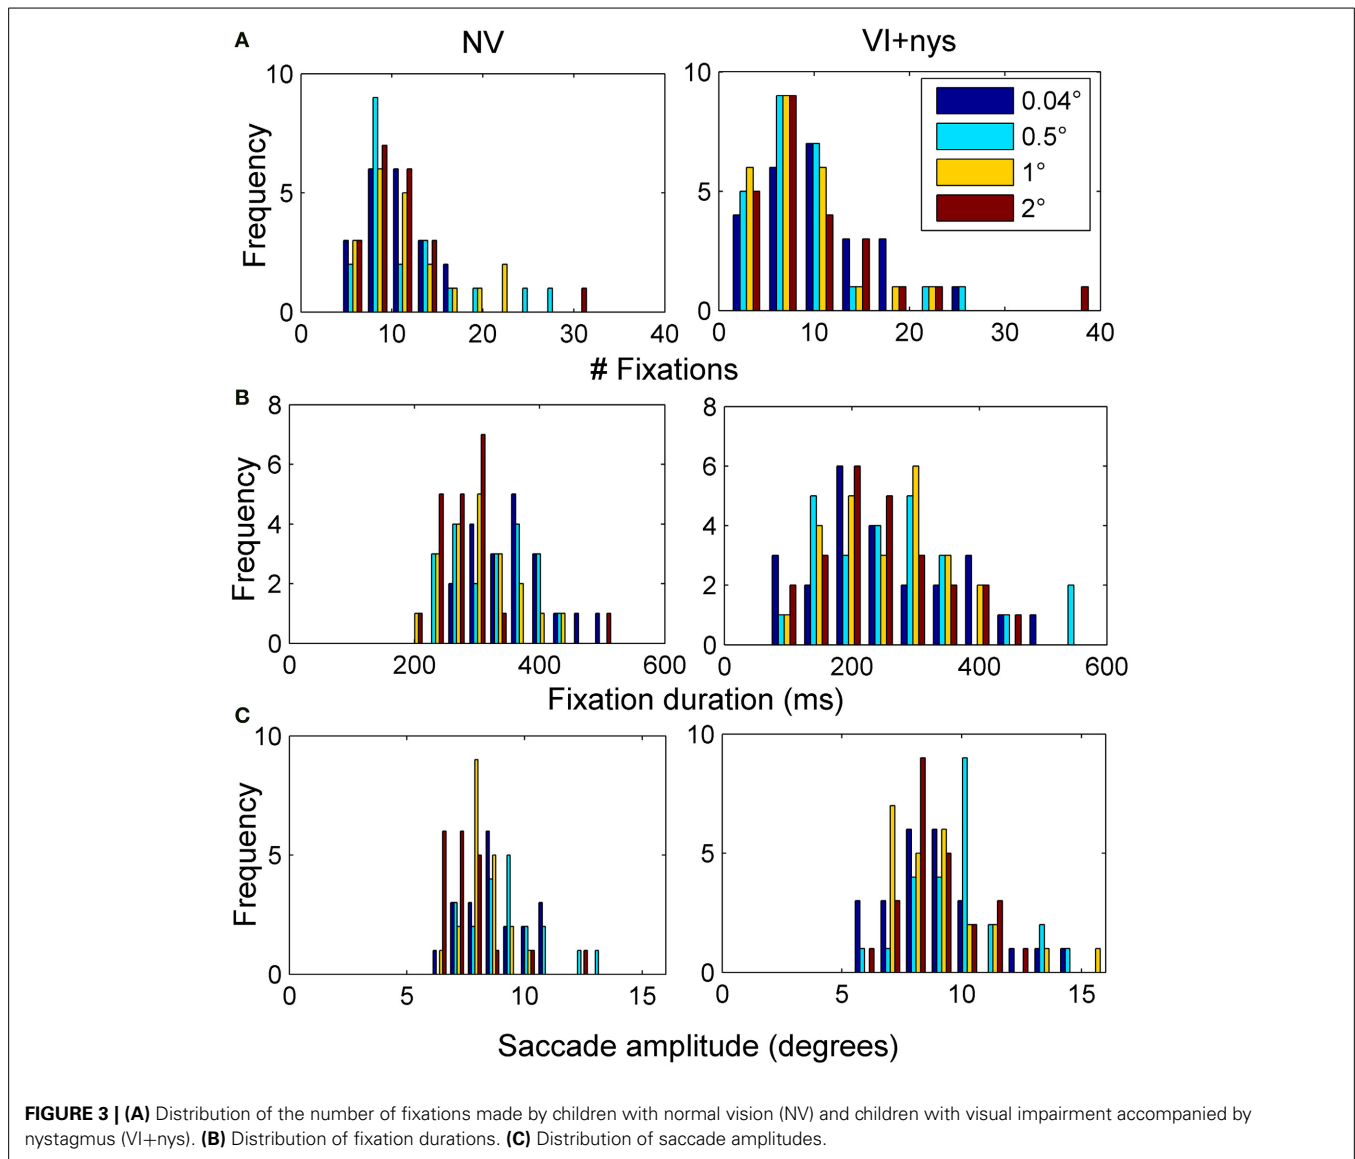 A
NV
VI+nys
10
5
0
Frequency
0 10 20 30 40
10
5
0
0 10 20 30 40
0.04°
0.5°
1°
2°
# Fixations
B
8
6
4
2
0
Frequency
0 200 400 600
8
6
4
2
0
0 200 400 600
Fixation duration (ms)
C
10
5
0
Frequency
0 5 10 15
10
5
0
0 5 10 15
Saccade amplitude (degrees)
FIGURE 3 | (A) Distribution of the number of fixations made by children with normal vision (NV) and children with visual impairment accompanied by
nystagmus (VI+nys). (B) Distribution of fixation durations. (C) Distribution of saccade amplitudes.